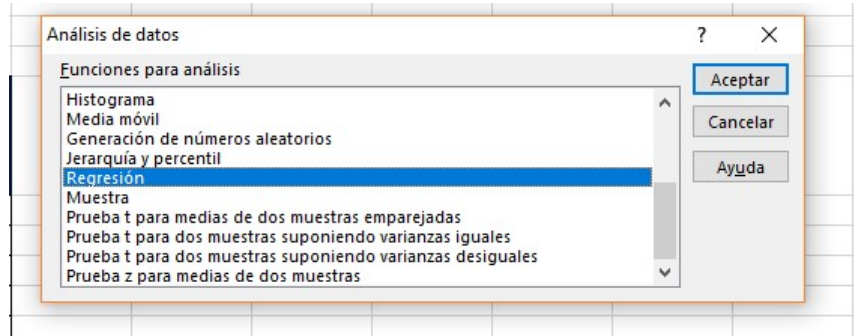 Análisis de datos
?
Funciones para análisis
Histograma
Media móvil
Generación de números aleatorios
Jerarquía y percentil
Regresión
Muestra
Prueba t para medias de dos muestras emparejadas
Prueba t para dos muestras suponiendo varianzas iguales
Prueba t para dos muestras suponiendo varianzas desiguales
Prueba z para medias de dos muestras
Aceptar
Cancelar
Ayuda